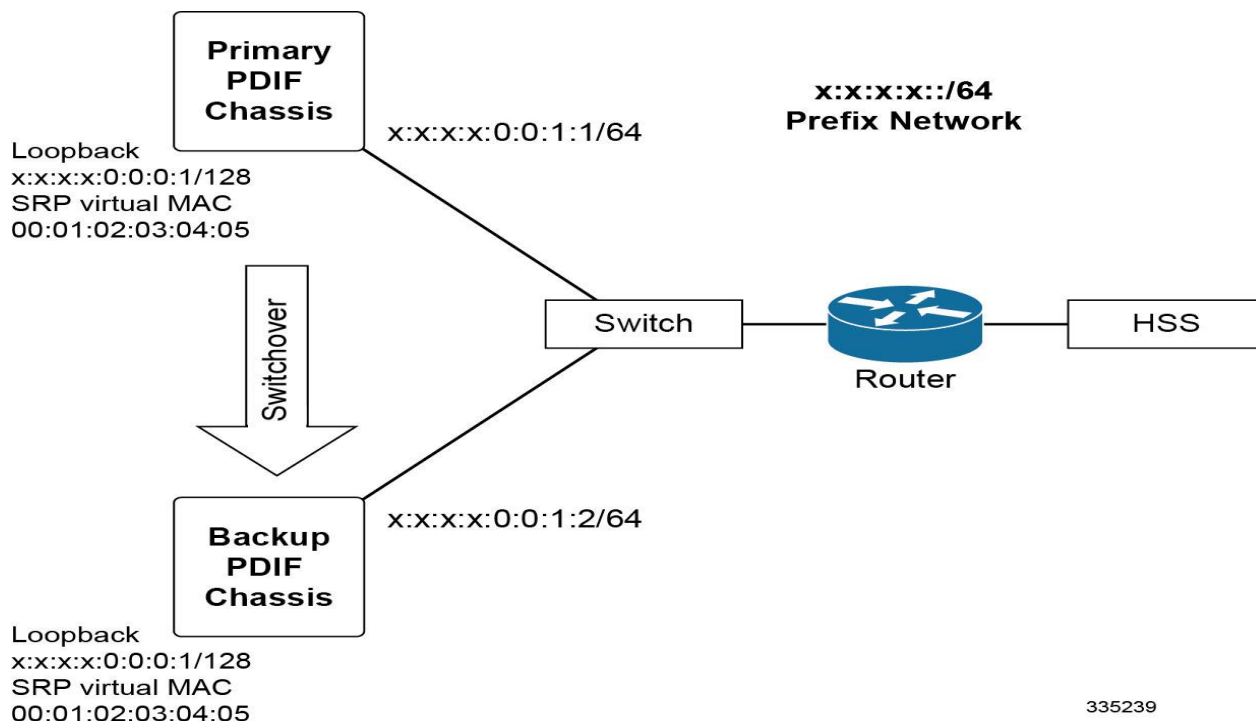 Primary
PDIF
Chassis
x:x:x:x::/64
Prefix Network
x:x:x:x:0:0:1:1/64
Loopback
x:x:x:x:0:0:0:1/128
SRP virtual MAC
00:01:02:03:04:05
Switchover
Switch
Router
HSS
Backup
PDIF
Chassis
x:x:x:x:0:0:1:2/64
Loopback
x:x:x:x:0:0:0:1/128
SRP virtual MAC
00:01:02:03:04:05
335239